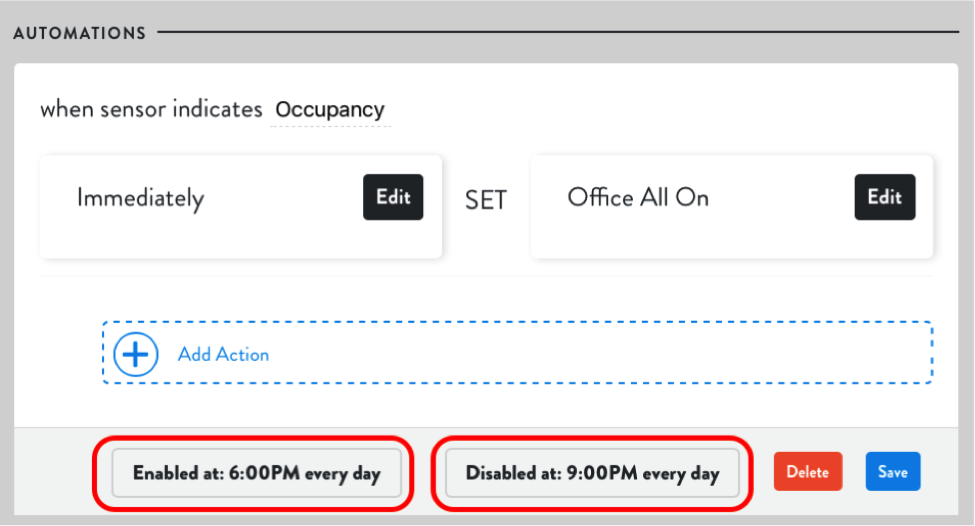 AUTOMATIONS
when sensor indicates Occupancy
Immediately Edit SET Office All On Edit
Add Action
Enabled at: 6:00PM every day Disabled at: 9:00PM every day Delete Save